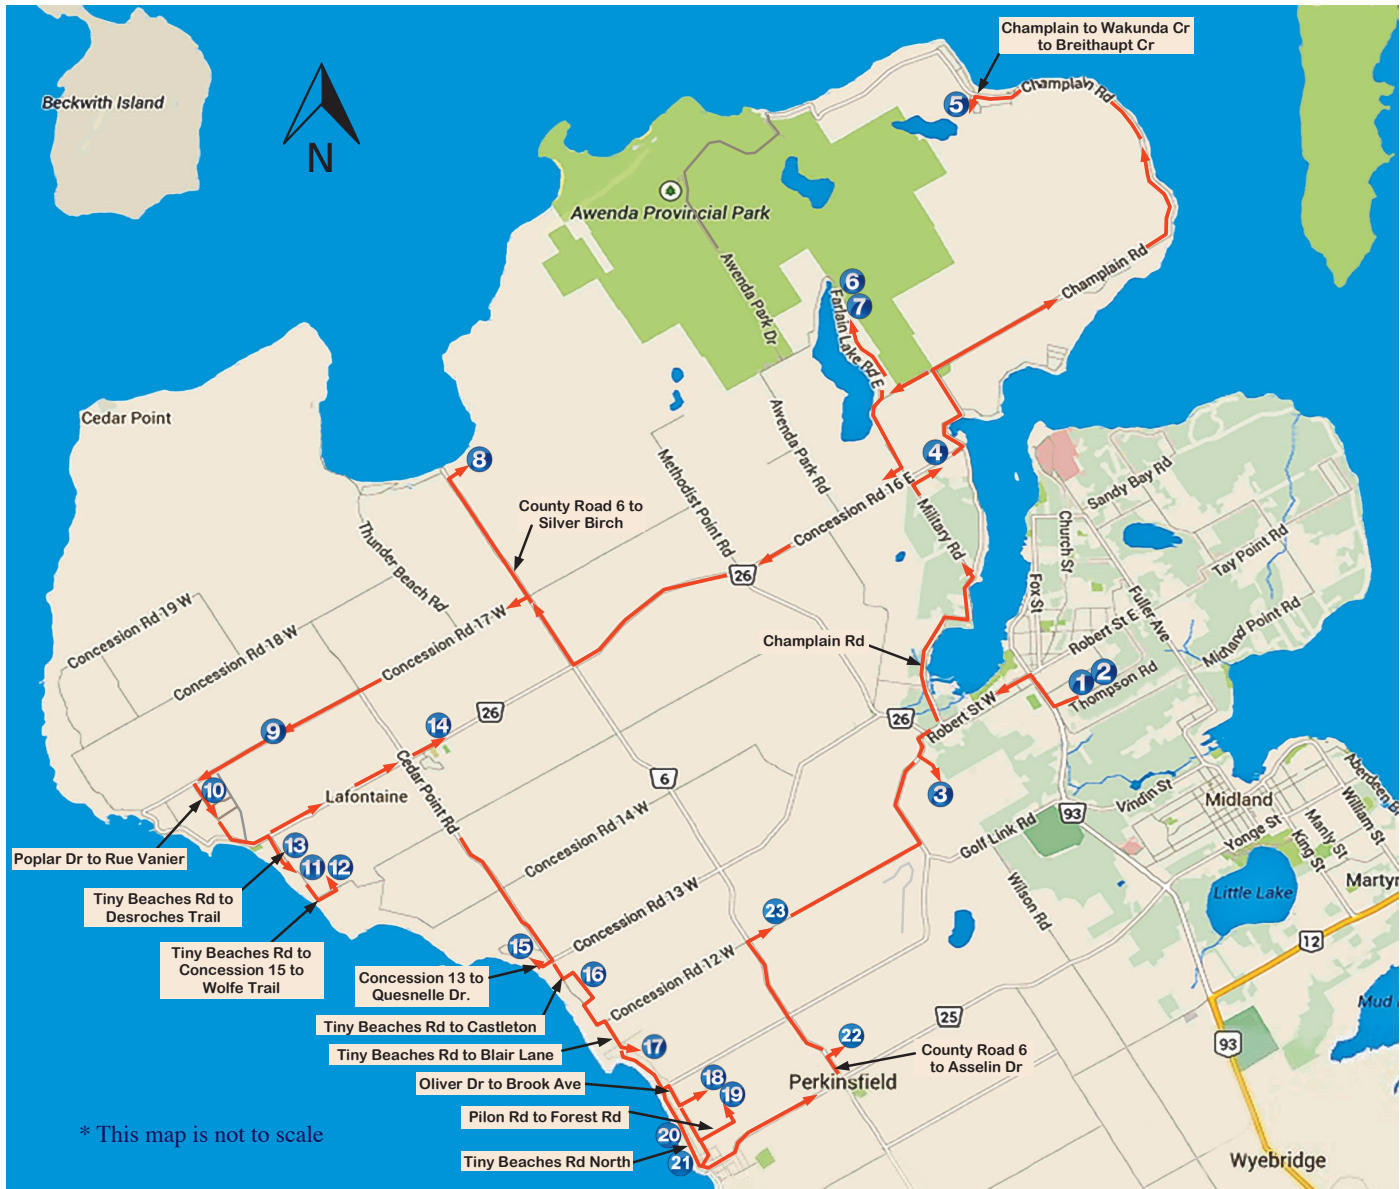 Champlain to Wakunda Cr
to Breithaupt Cr
Beckwith Island
N
5
Champlain Rd
Awenda Provincial Park
Awenda Park Dr
6
7
Farlain Lake Rd E
Champlain Rd
Cedar Point
8
4
Awenda Park Rd
Methodist Point Rd
Concession Rd 16 E
Military Rd
County Road 6 to
Silver Birch
Thunder Beach Rd
26
Sandy Bay Rd
Church St
Tay Point Rd
Fox St
Fuller Ave
Robert St E
Midland Point Rd
Concession Rd 19 W
Concession Rd 18 W
Concession Rd 17 W
Champlain Rd
1
2
Thompson Rd
Robert St W
26
26
14
9
Cedar Point Rd
6
3
10
Lafontaine
93
Vindin St
Midland
Aberdeen B
William St
Manly St
King St
Yonge St
Golf Link Rd
Concession Rd 14 W
Poplar Dr to Rue Vanier
13
11
12
Tiny Beaches Rd to
Desroches Trail
Wilson Rd
Little Lake
Martyr
Concession Rd 13 W
23
12
Tiny Beaches Rd to
Concession 15 to
Wolfe Trail
15
16
Concession 13 to
Quesnelle Dr.
Concession Rd 12 W
Mud
25
93
Tiny Beaches Rd to Castleton
Tiny Beaches Rd to Blair Lane
17
22
County Road 6
to Asselin Dr
Perkinsfield
Oliver Dr to Brook Ave
18
19
Pilon Rd to Forest Rd
* This map is not to scale
20
Tiny Beaches Rd North
21
Wyebridge